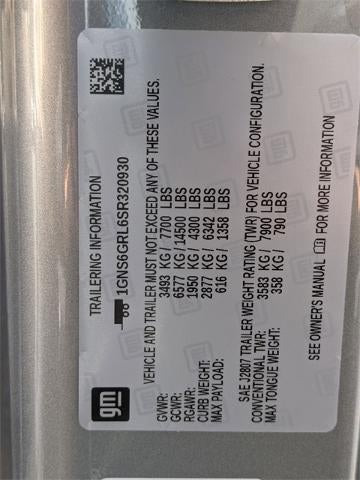 gm
TRAILERING INFORMATION
1GNS6GRL6SR320930
VEHICLE AND TRAILER MUST NOT EXCEED ANY OF THESE VALUES.
GVWR: 3493 KG / 7700 LBS
GCWR: 6577 KG / 14500 LBS
RGAWR: 1950 KG / 4300 LBS
CURB WEIGHT: 2877 KG / 6342 LBS
MAX PAYLOAD: 616 KG / 1358 LBS
SAE J2807 TRAILER WEIGHT RATING (TWR) FOR VEHICLE CONFIGURATION.
CONVENTIONAL TWR: 3583 KG / 7900 LBS
MAX TONGUE WEIGHT: 358 KG / 790 LBS
SEE OWNER'S MANUAL FOR MORE INFORMATION